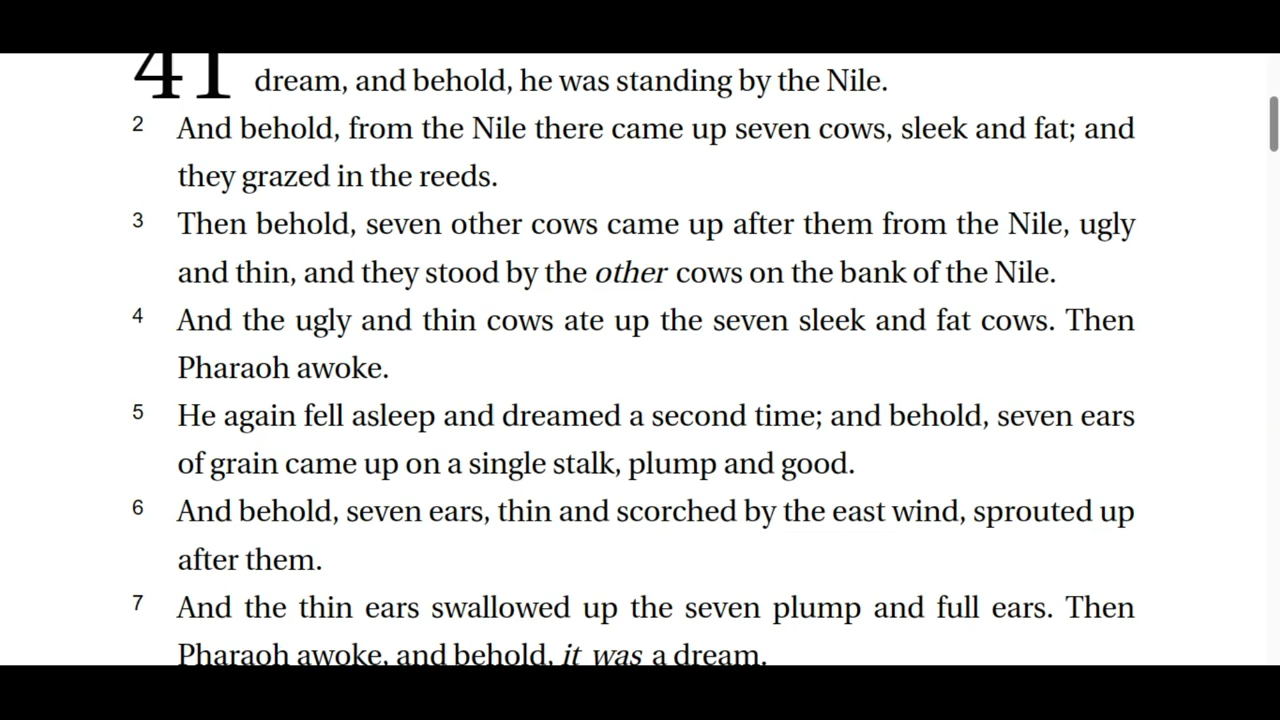 41 dream, and behold, he was standing by the Nile.
2 And behold, from the Nile there came up seven cows, sleek and fat; and
they grazed in the reeds.
3 Then behold, seven other cows came up after them from the Nile, ugly
and thin, and they stood by the other cows on the bank of the Nile.
4 And the ugly and thin cows ate up the seven sleek and fat cows. Then
Pharaoh awoke.
5 He again fell asleep and dreamed a second time; and behold, seven ears
of grain came up on a single stalk, plump and good.
6 And behold, seven ears, thin and scorched by the east wind, sprouted up
after them.
7 And the thin ears swallowed up the seven plump and full ears. Then
Pharaoh awoke, and behold, it was a dream.